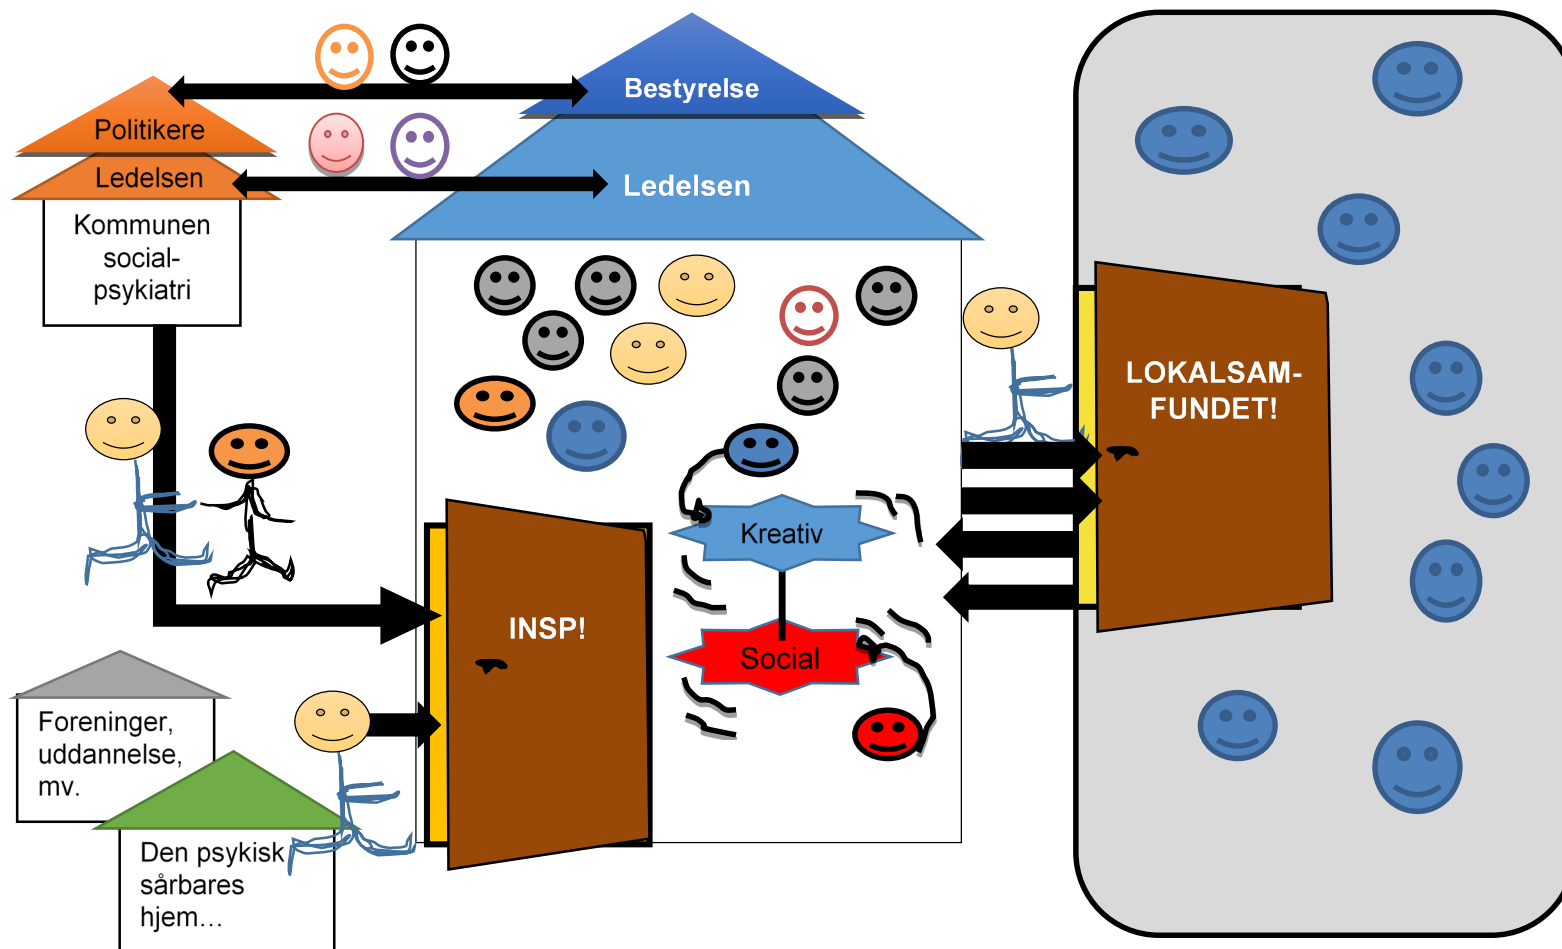 Politikere
Ledelsen
Kommunen
social-
psykiatri
Bestyrelse
Ledelsen
LOKALSAM-
FUNDET!
Kreativ
INSP!
Social
Foreninger,
uddannelse,
mv.
Den psykisk
sårbares
hjem…